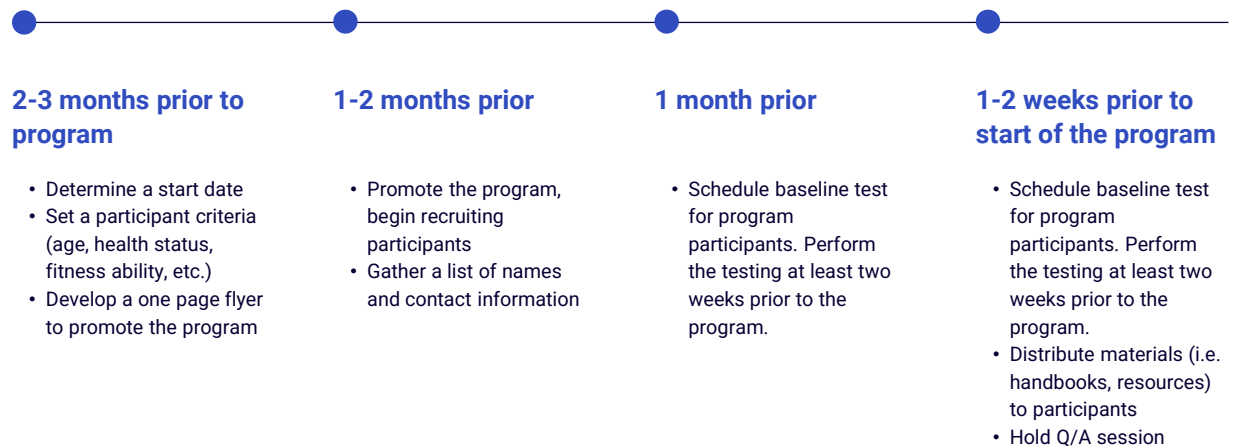 2-3 months prior to
program
• Determine a start date
• Set a participant criteria
(age, health status,
fitness ability, etc.)
• Develop a one page flyer
to promote the program
1-2 months prior
• Promote the program,
begin recruiting
participants
• Gather a list of names
and contact information
1 month prior
• Schedule baseline test
for program
participants. Perform
the testing at least two
weeks prior to the
program.
1-2 weeks prior to
start of the program
• Schedule baseline test
for program
participants. Perform
the testing at least two
weeks prior to the
program.
• Distribute materials (i.e.
handbooks, resources)
to participants
• Hold Q/A session